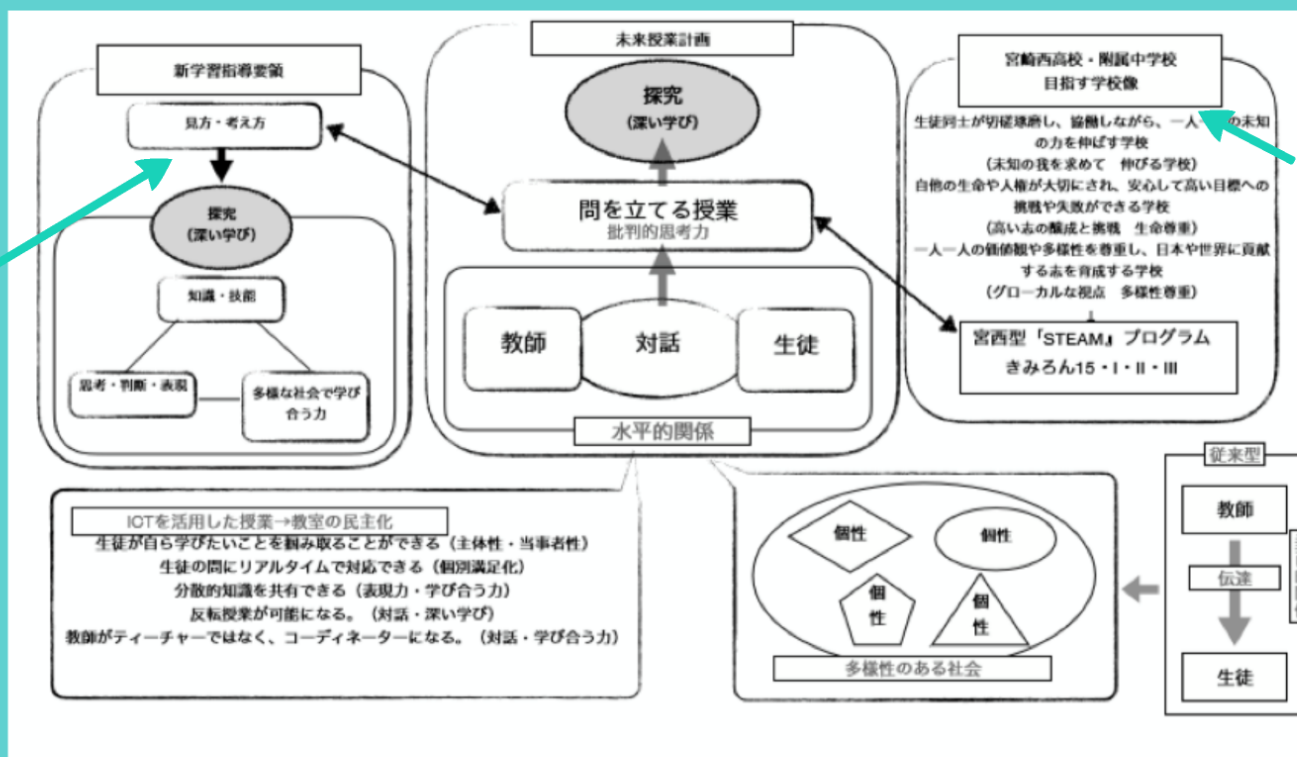 新学習指導要領
見方・考え方
探究
(深い学び)
知識・技能
思考・判断・表現
多様な社会で学び
合う力
未来授業計画
探究
(深い学び)
問を立てる授業
批判的思考力
教師
対話
生徒
水平的関係
宮崎西高校・附属中学校
目指す学校像
生徒同士が切磋琢磨し、協働しながら、一人一人の未知
の力を伸ばす学校
(未知の我を求めて 伸びる学校)
自他の生命や人権が大切にされ、安心して高い目標への
挑戦や失敗ができる学校
(高い志の醸成と挑戦 生命尊重)
一人一人の価値観や多様性を尊重し、日本や世界に貢献
する志を育成する学校
(グローカルな視点 多様性尊重)
宮西型「STEAM」プログラム
きみろん15・I・II・III
IOTを活用した授業→教室の民主化
生徒が自ら学びたいことを掴み取ることができる(主体性・当事者性)
生徒の問にリアルタイムで対応できる(個別満足化)
分散的知識を共有できる(表現力・学び合う力)
反転授業が可能になる。(対話・深い学び)
教師がティーチャーではなく、コーディネーターになる。(対話・学び合う力)
個性
個性
個
性
個
性
多様性のある社会
従来型
教師
伝達
生徒